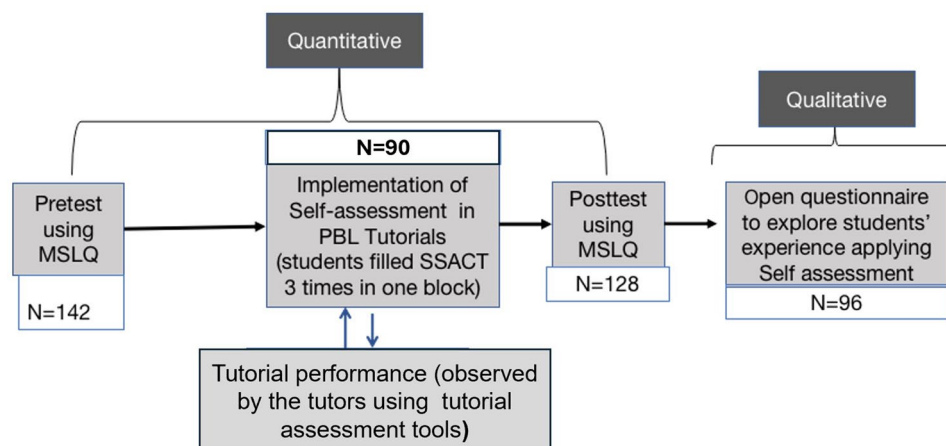 Quantitative
Qualitative
N=90
Pretest
using
MSLQ
N=142
Implementation of
Self-assessment in
PBL Tutorials
(students filled SSACT
3 times in one block)
Posttest
using
MSLQ
N=128
Open questionnaire
to explore students'
experience applying
Self assessment
N=96
Tutorial performance (observed
by the tutors using tutorial
assessment tools)